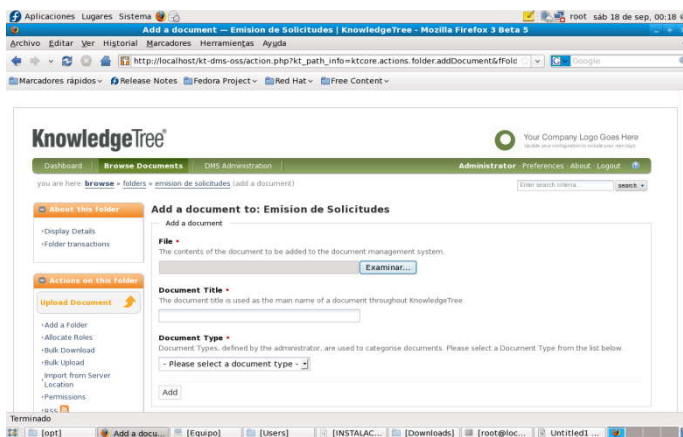 Aplicaciones Lugares Sistema root sáb 18 de sep, 00:18
Add a document — Emision de Solicitudes | KnowledgeTree - Mozilla Firefox 3 Beta 5
Archivo Editar Ver Historial Marcadores Herramientas Ayuda
http://localhost/kt-dms-oss/action.php?kt_path_info=ktcore.actions.folder.addDocument&fFold Google
Marcadores rápidos Release Notes Fedora Project Red Hat Free Content
KnowledgeTree
Your Company Logo Goes Here
Dashboard Browse Documents DMS Administration Administrator · Preferences · About · Logout
you are here: browse » folders » emision de solicitudes (add a document) Enter search criteria... search
About this folder
Display Details
Folder transactions
Actions on this folder
Upload Document
Add a Folder
Allocate Roles
Bulk Download
Bulk Upload
Import from Server
Location
Permissions
RSS
Add a document to: Emision de Solicitudes
Add a document
File
The contents of the document to be added to the document management system.
Examinar...
Document Title
The document title is used as the main name of a document throughout KnowledgeTree
Document Type
Document Types, defined by the administrator, are used to categorise documents. Please select a Document Type from the list below.
- Please select a document type -
Add
Terminado
[opt] Add a docu... [Equipo] [Users] [INSTALAC... [Downloads] [root@loc... Untitled1 ...